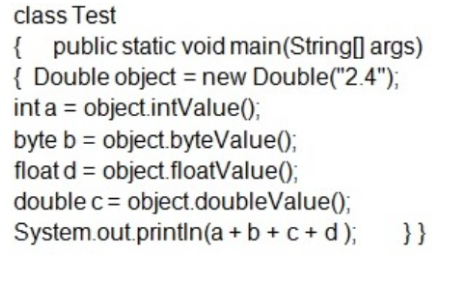 class Test
{ public static void main(String[] args)
{ Double object = new Double("2.4");
int a = object.intValue();
byte b = object.byteValue();
float d = object.floatValue();
double c = object.doubleValue();
System.out.println(a + b + c + d ); } }